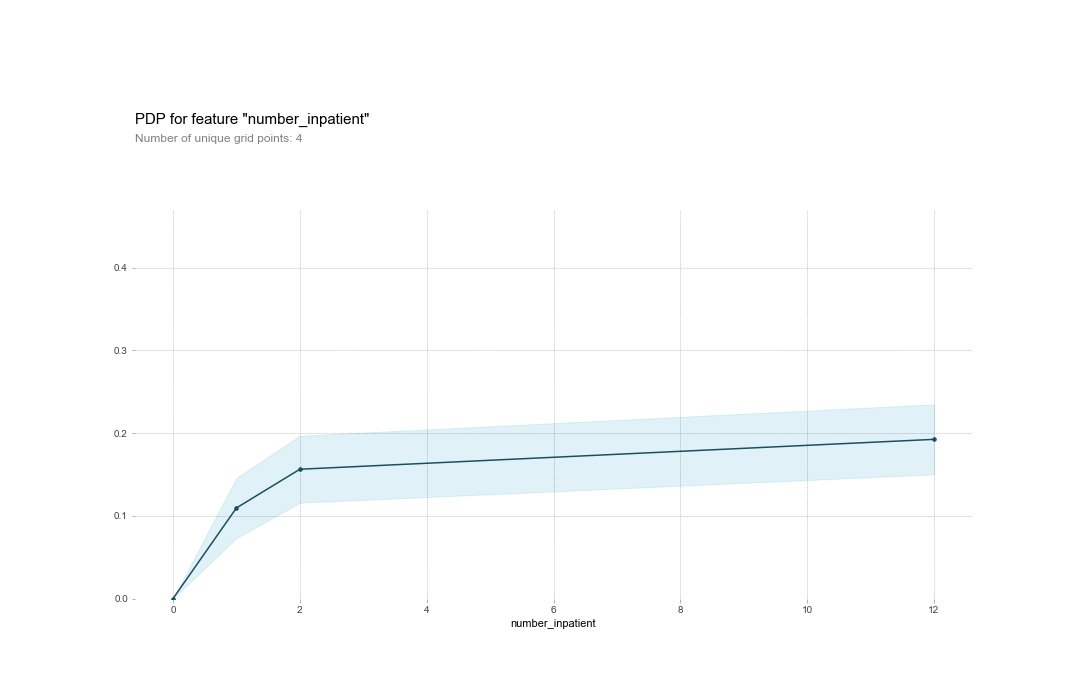 PDP for feature "number_inpatient"
Number of unique grid points: 4
0.4
0.3
0.2
0.1
0.0
0 2 4 6 8 10 12
number_inpatient